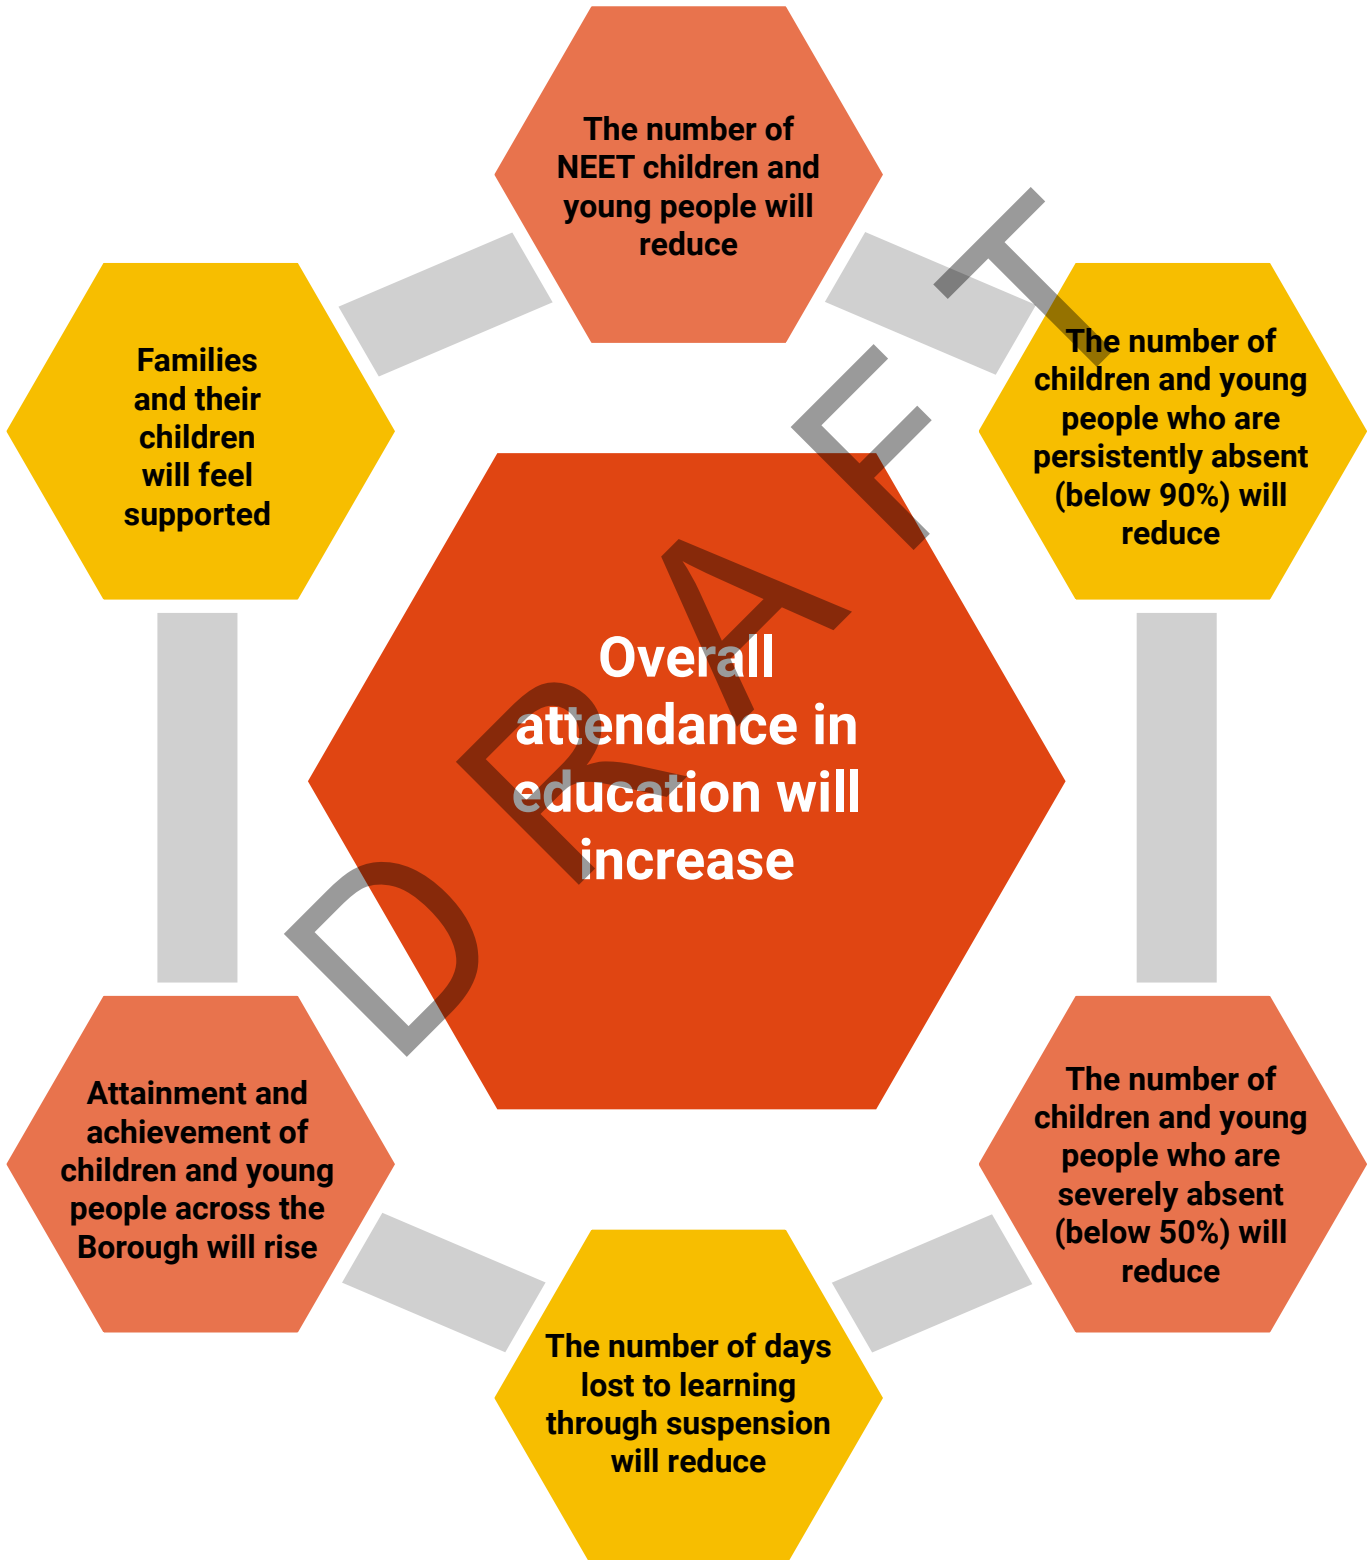 The number of
NEET children and
young people will
reduce
Families
and their
children
will feel
supported
The number of
children and young
people who are
persistently absent
(below 90%) will
reduce
Overall
attendance in
education will
increase
DRAFT
Attainment and
achievement of
children and young
people across the
Borough will rise
The number of
children and young
people who are
severely absent
(below 50%) will
reduce
The number of days
lost to learning
through suspension
will reduce